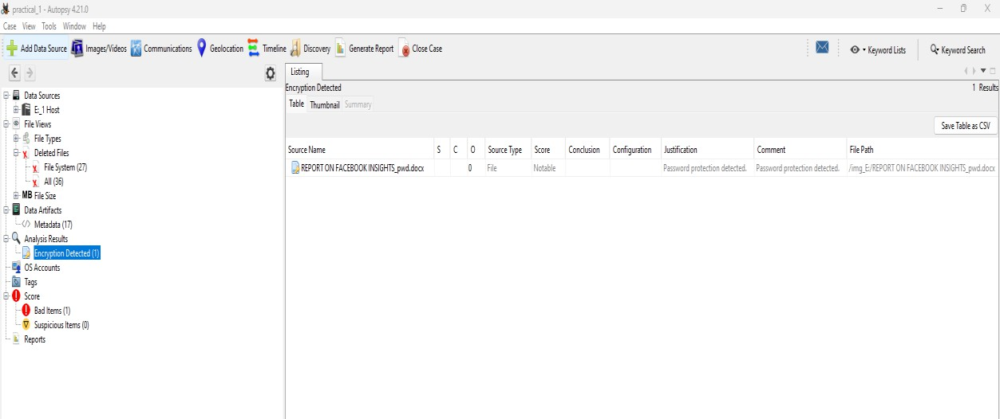 practical_1 - Autopsy 4.21.0
Case View Tools Window Help
Add Data Source Images/Videos Communications Geolocation Timeline Discovery Generate Report Close Case Keyword Lists Keyword Search
Listing
Encryption Detected 1 Results
Table Thumbnail Summary
Save Table as CSV
Source Name S C O Source Type Score Conclusion Configuration Justification Comment File Path
REPORT ON FACEBOOK INSIGHTS_pwd.docx 0 File Notable Password protection detected. Password protection detected. /img_E:/REPORT ON FACEBOOK INSIGHTS_pwd.docx
Data Sources
E:_1 Host
File Views
File Types
Deleted Files
File System (27)
All (36)
MB File Size
Data Artifacts
Metadata (17)
Analysis Results
Encryption Detected (1)
OS Accounts
Tags
Score
Bad Items (1)
Suspicious Items (0)
Reports